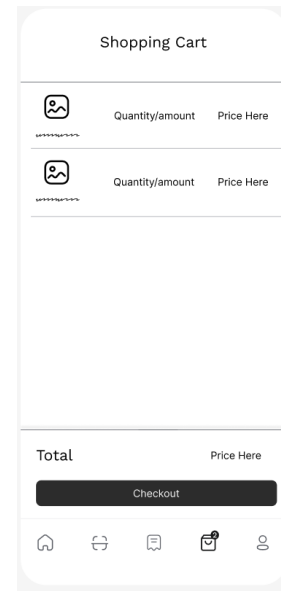 Shopping Cart
Quantity/amount Price Here
Quantity/amount Price Here
Total Price Here
Checkout
2